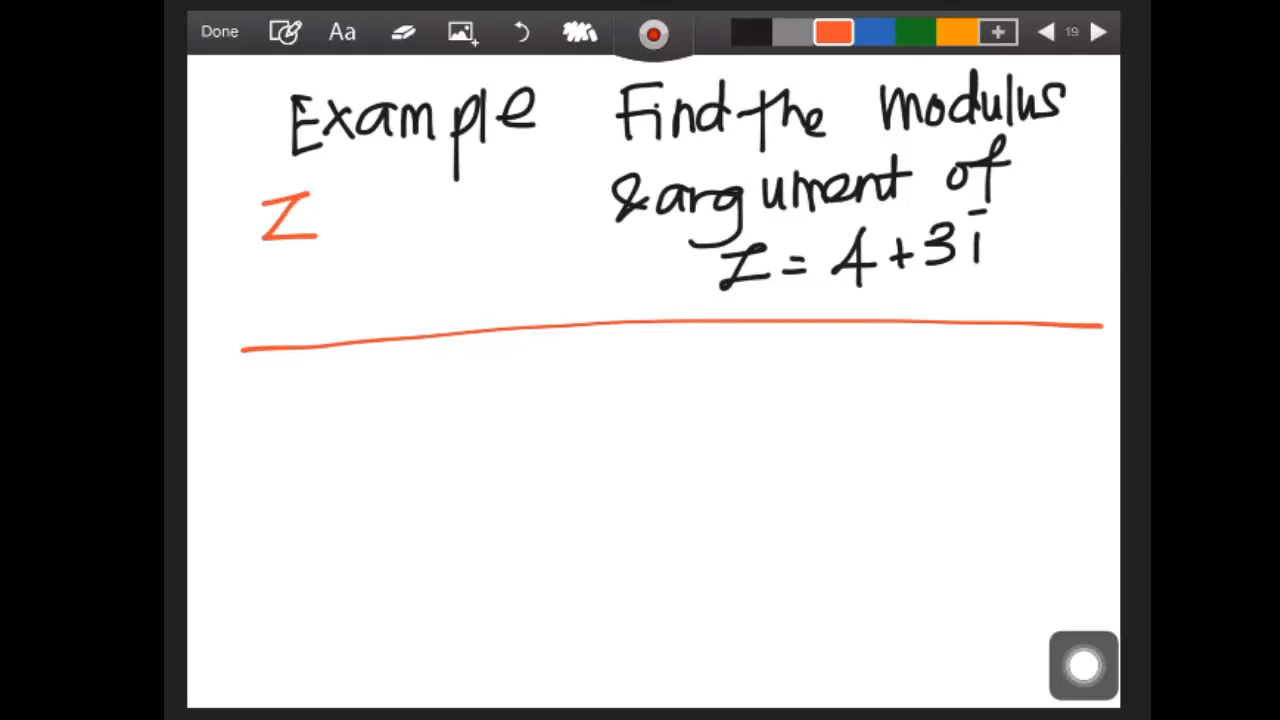 Done Aa 19
Example Find the modulus
& argument of
Z
Z = 4 + 3i